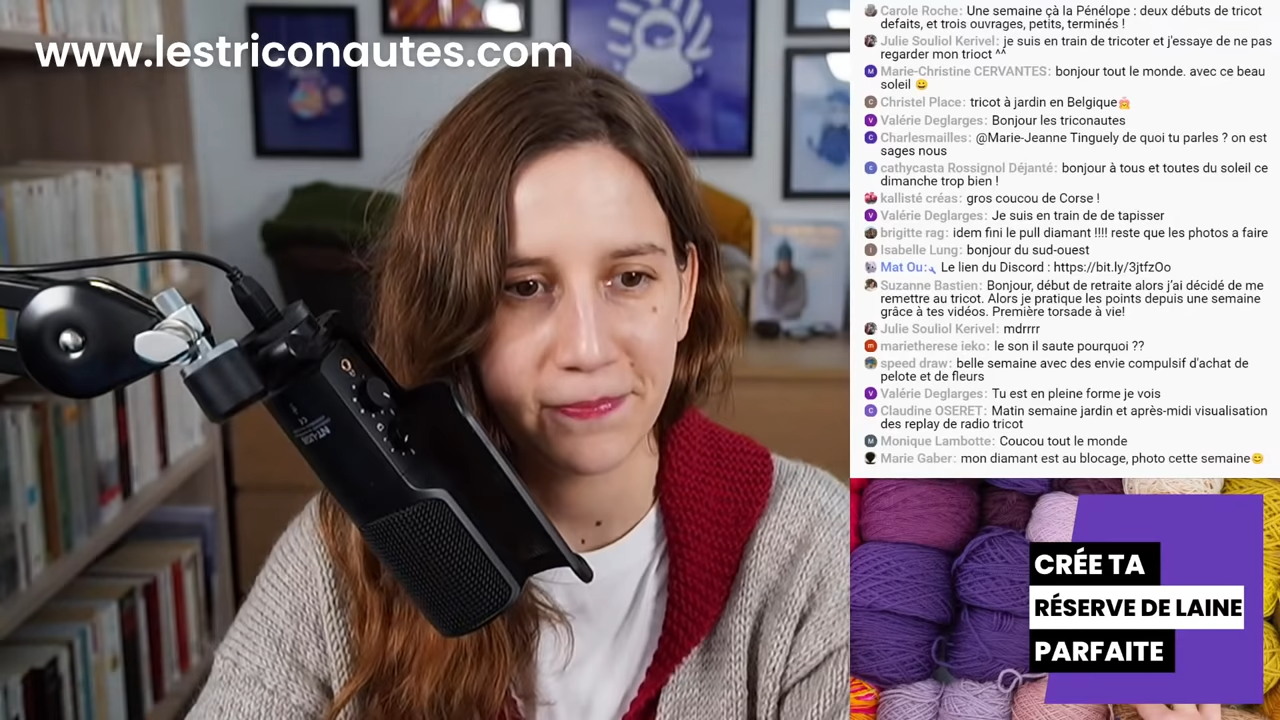 www.lestriconautes.com
Carole Roche: Une semaine çà la Pénélope : deux débuts de tricot
defaits, et trois ouvrages, petits, terminés !
Julie Souliol Kerivel: je suis en train de tricoter et j'essaye de ne pas
regarder mon trioct ^^
Marie-Christine CERVANTES: bonjour tout le monde. avec ce beau
soleil 😀
Christel Place: tricot à jardin en Belgique🤗
Valérie Deglarges: Bonjour les triconautes
Charlesmailles: @Marie-Jeanne Tinguely de quoi tu parles ? on est
sages nous
cathycasta Rossignol Déjanté: bonjour à tous et toutes du soleil ce
dimanche trop bien !
kallisté créas: gros coucou de Corse !
Valérie Deglarges: Je suis en train de de tapisser
brigitte rag: idem fini le pull diamant !!!! reste que les photos a faire
Isabelle Lung: bonjour du sud-ouest
Mat Ou: Le lien du Discord : https://bit.ly/3jtfzOo
Suzanne Bastien: Bonjour, début de retraite alors j'ai décidé de me
remettre au tricot. Alors je pratique les points depuis une semaine
grâce à tes vidéos. Première torsade à vie!
Julie Souliol Kerivel: mdrrrr
marietherese ieko: le son il saute pourquoi ??
speed draw: belle semaine avec des envie compulsif d'achat de
pelote et de fleurs
Valérie Deglarges: Tu est en pleine forme je vois
Claudine OSERET: Matin semaine jardin et après-midi visualisation
des replay de radio tricot
Monique Lambotte: Coucou tout le monde
Marie Gaber: mon diamant est au blocage, photo cette semaine😊
NT-USB
CRÉE TA
RÉSERVE DE LAINE
PARFAITE